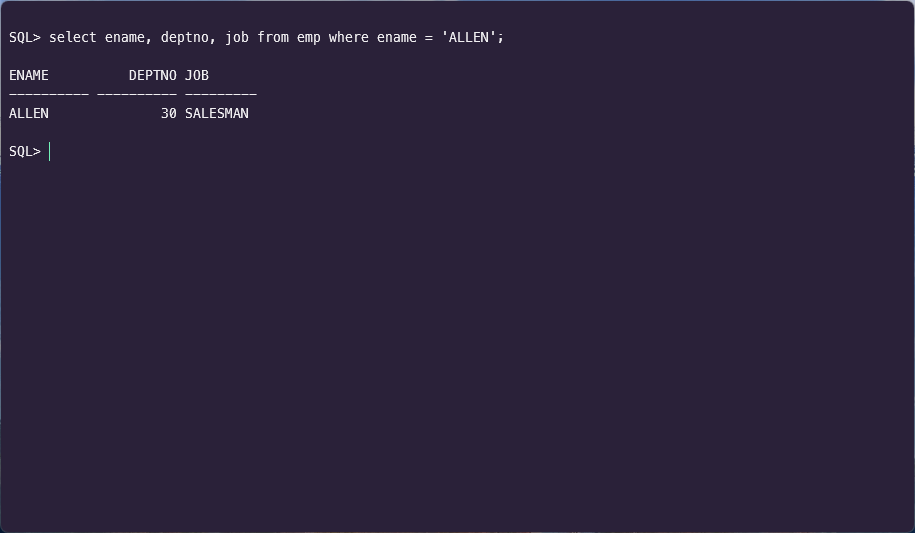 SQL> select ename, deptno, job from emp where ename = 'ALLEN';
ENAME          DEPTNO JOB
---------- ---------- ---------
ALLEN              30 SALESMAN
SQL>